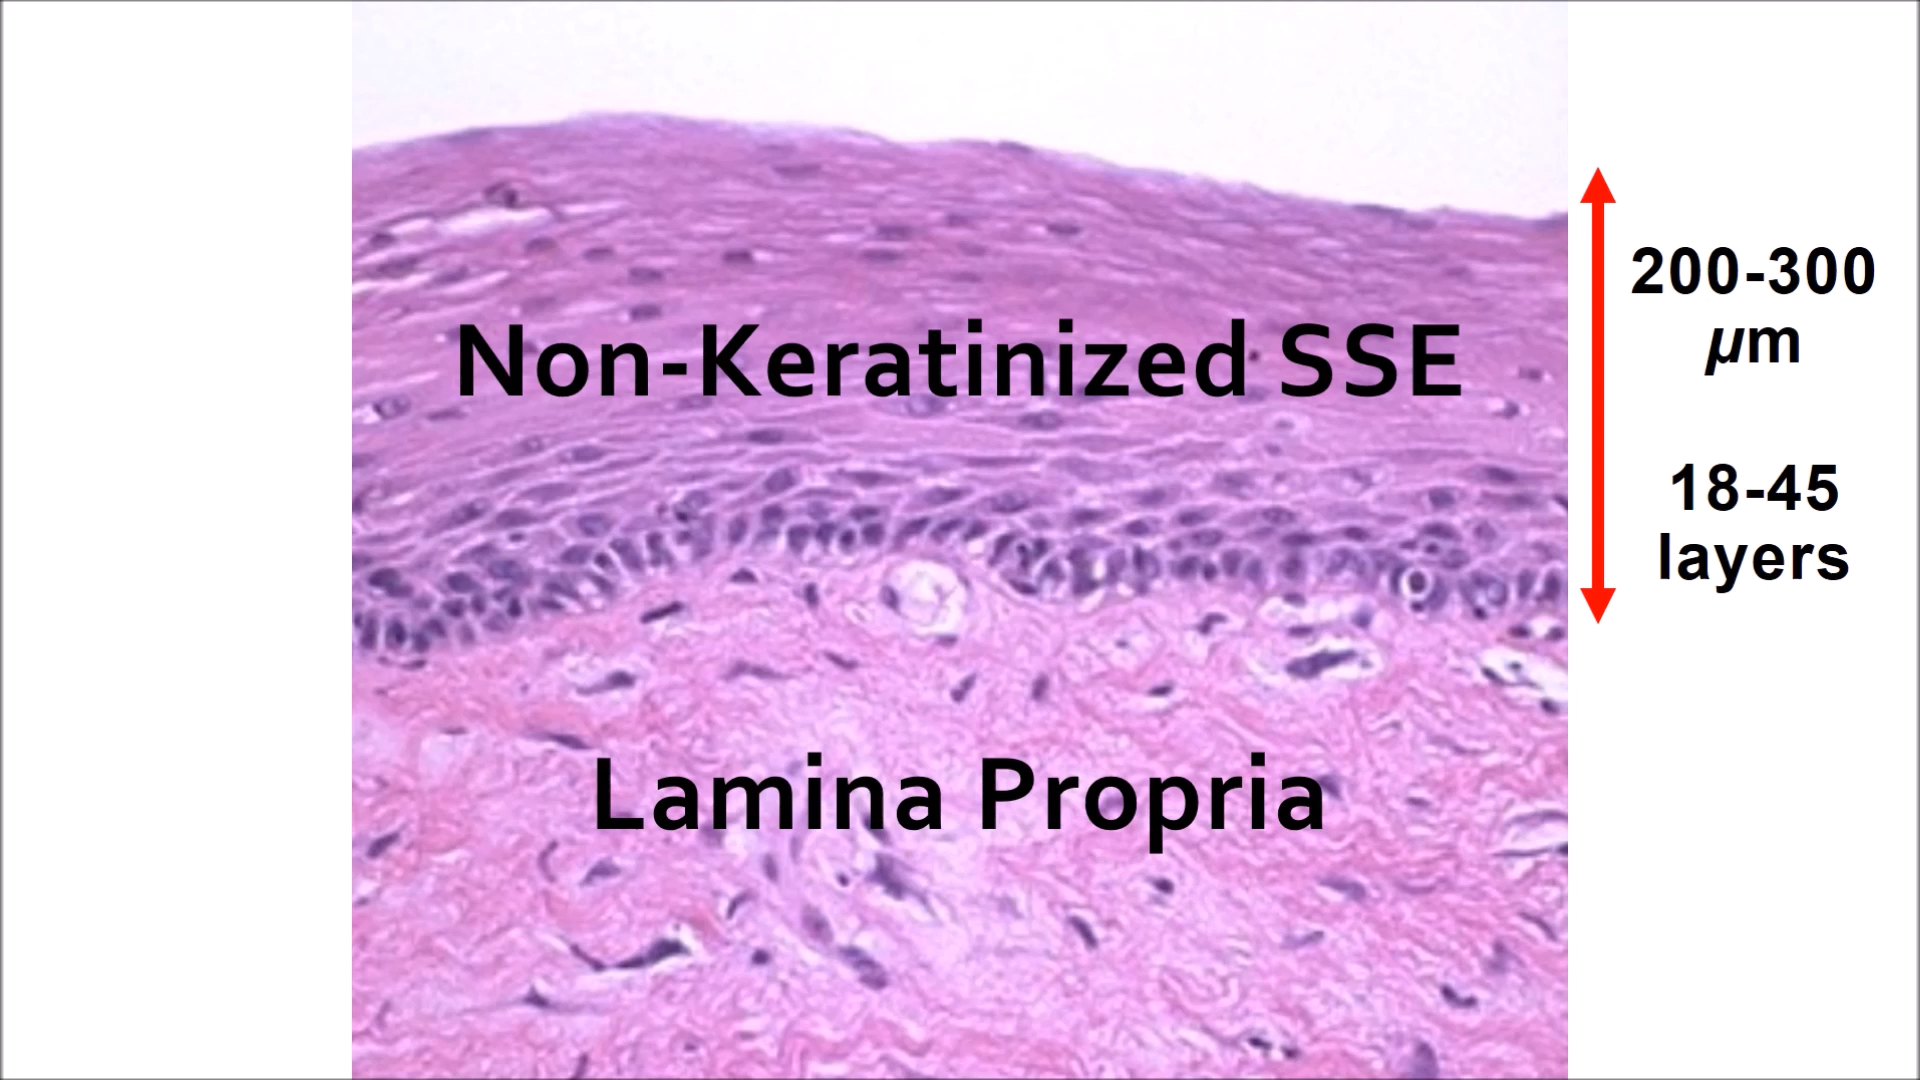 Non-Keratinized SSE
Lamina Propria
200-300
µm
18-45
layers